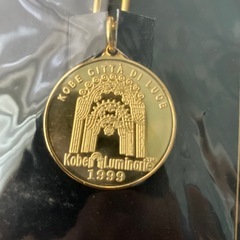 KOBE CITTÀ DI LUCE
Kobe Luminarie
1999